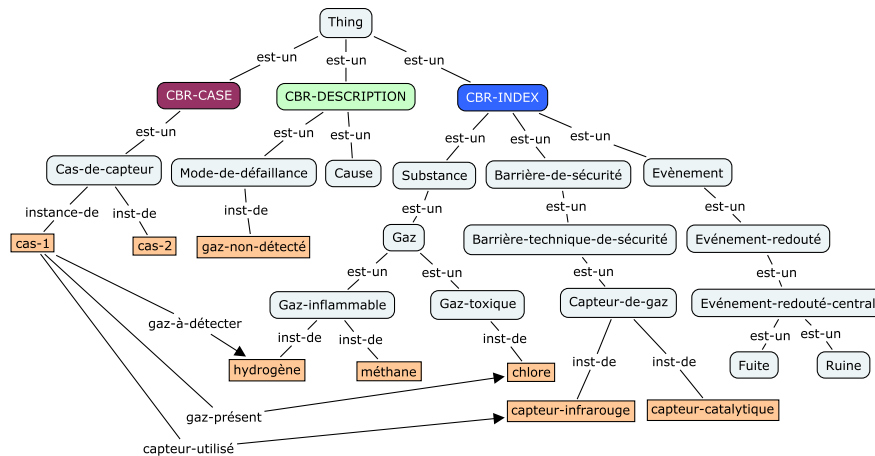 Thing
est-un
est-un
est-un
CBR-CASE
CBR-DESCRIPTION
CBR-INDEX
est-un
est-un
est-un
est-un
est-un
est-un
Cas-de-capteur
Mode-de-défaillance
Cause
Substance
Barrière-de-sécurité
Evènement
instance-de
inst-de
inst-de
est-un
est-un
est-un
cas-1
cas-2
gaz-non-détecté
Gaz
Barrière-technique-de-sécurité
Evénement-redouté
est-un
est-un
est-un
est-un
Gaz-inflammable
Gaz-toxique
Capteur-de-gaz
Evénement-redouté-central
gaz-à-détecter
inst-de
inst-de
inst-de
est-un
est-un
hydrogène
méthane
chlore
inst-de
inst-de
Fuite
Ruine
gaz-présent
capteur-infrarouge
capteur-catalytique
capteur-utilisé